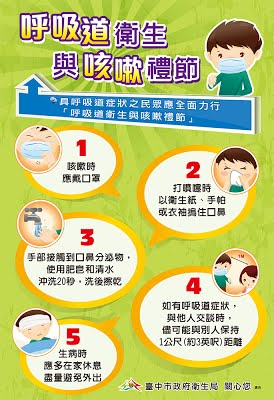 呼吸道衛生
與咳嗽禮節
具呼吸道症狀之民眾應全面力行
「呼吸道衛生與咳嗽禮節」
1
咳嗽時
應戴口罩
2
打噴嚏時
以衛生紙、手帕
或衣袖摀住口鼻
3
手部接觸到口鼻分泌物，
使用肥皂和清水
沖洗20秒，洗後擦乾
4
如有呼吸道症狀，
與他人交談時，
儘可能與別人保持
1公尺（約3英呎）距離
5
生病時
應多在家休息
盡量避免外出
臺中市政府衛生局 關心您